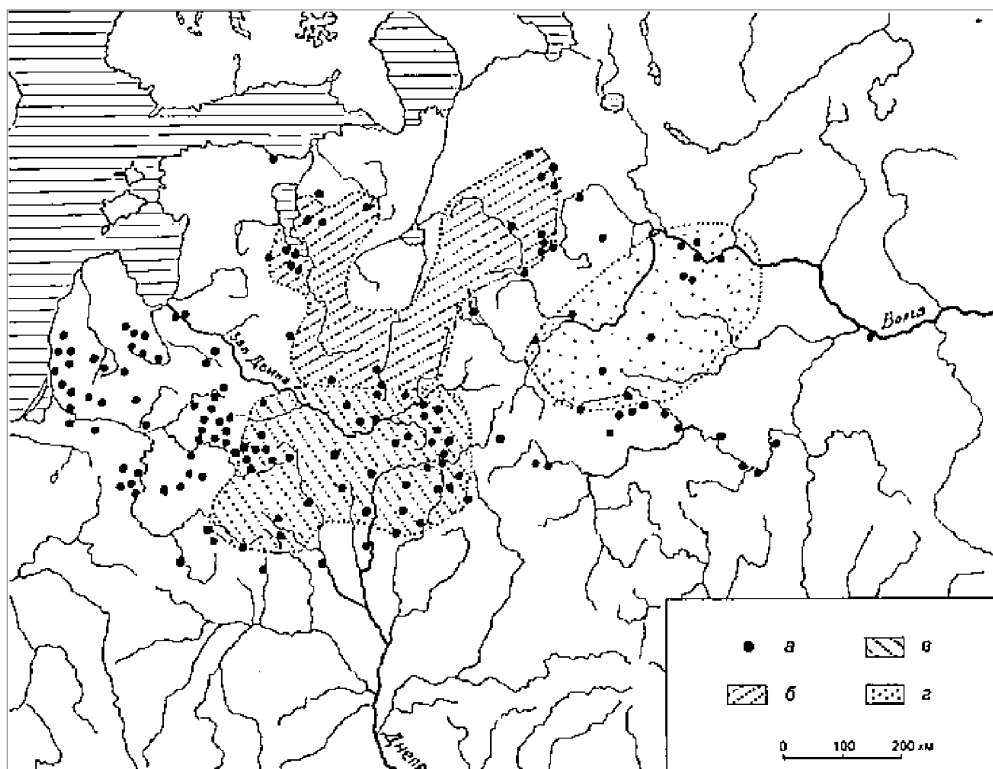 Зап. Двина
Волга
Днепр
а
в
б
г
0 100 200 км